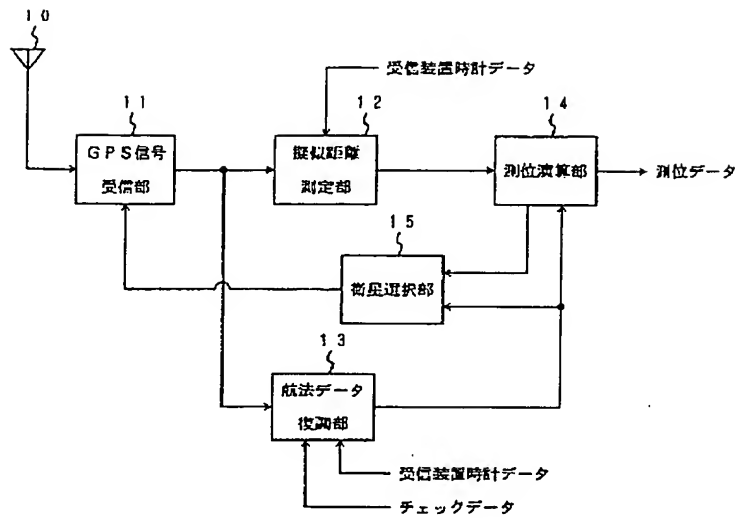 １０
受信装置時計データ
１１
１２
１４
ＧＰＳ信号
受信部
擬似距離
測定部
測位演算部
測位データ
１５
衛星選択部
１３
航法データ
復調部
受信装置時計データ
チェックデータ